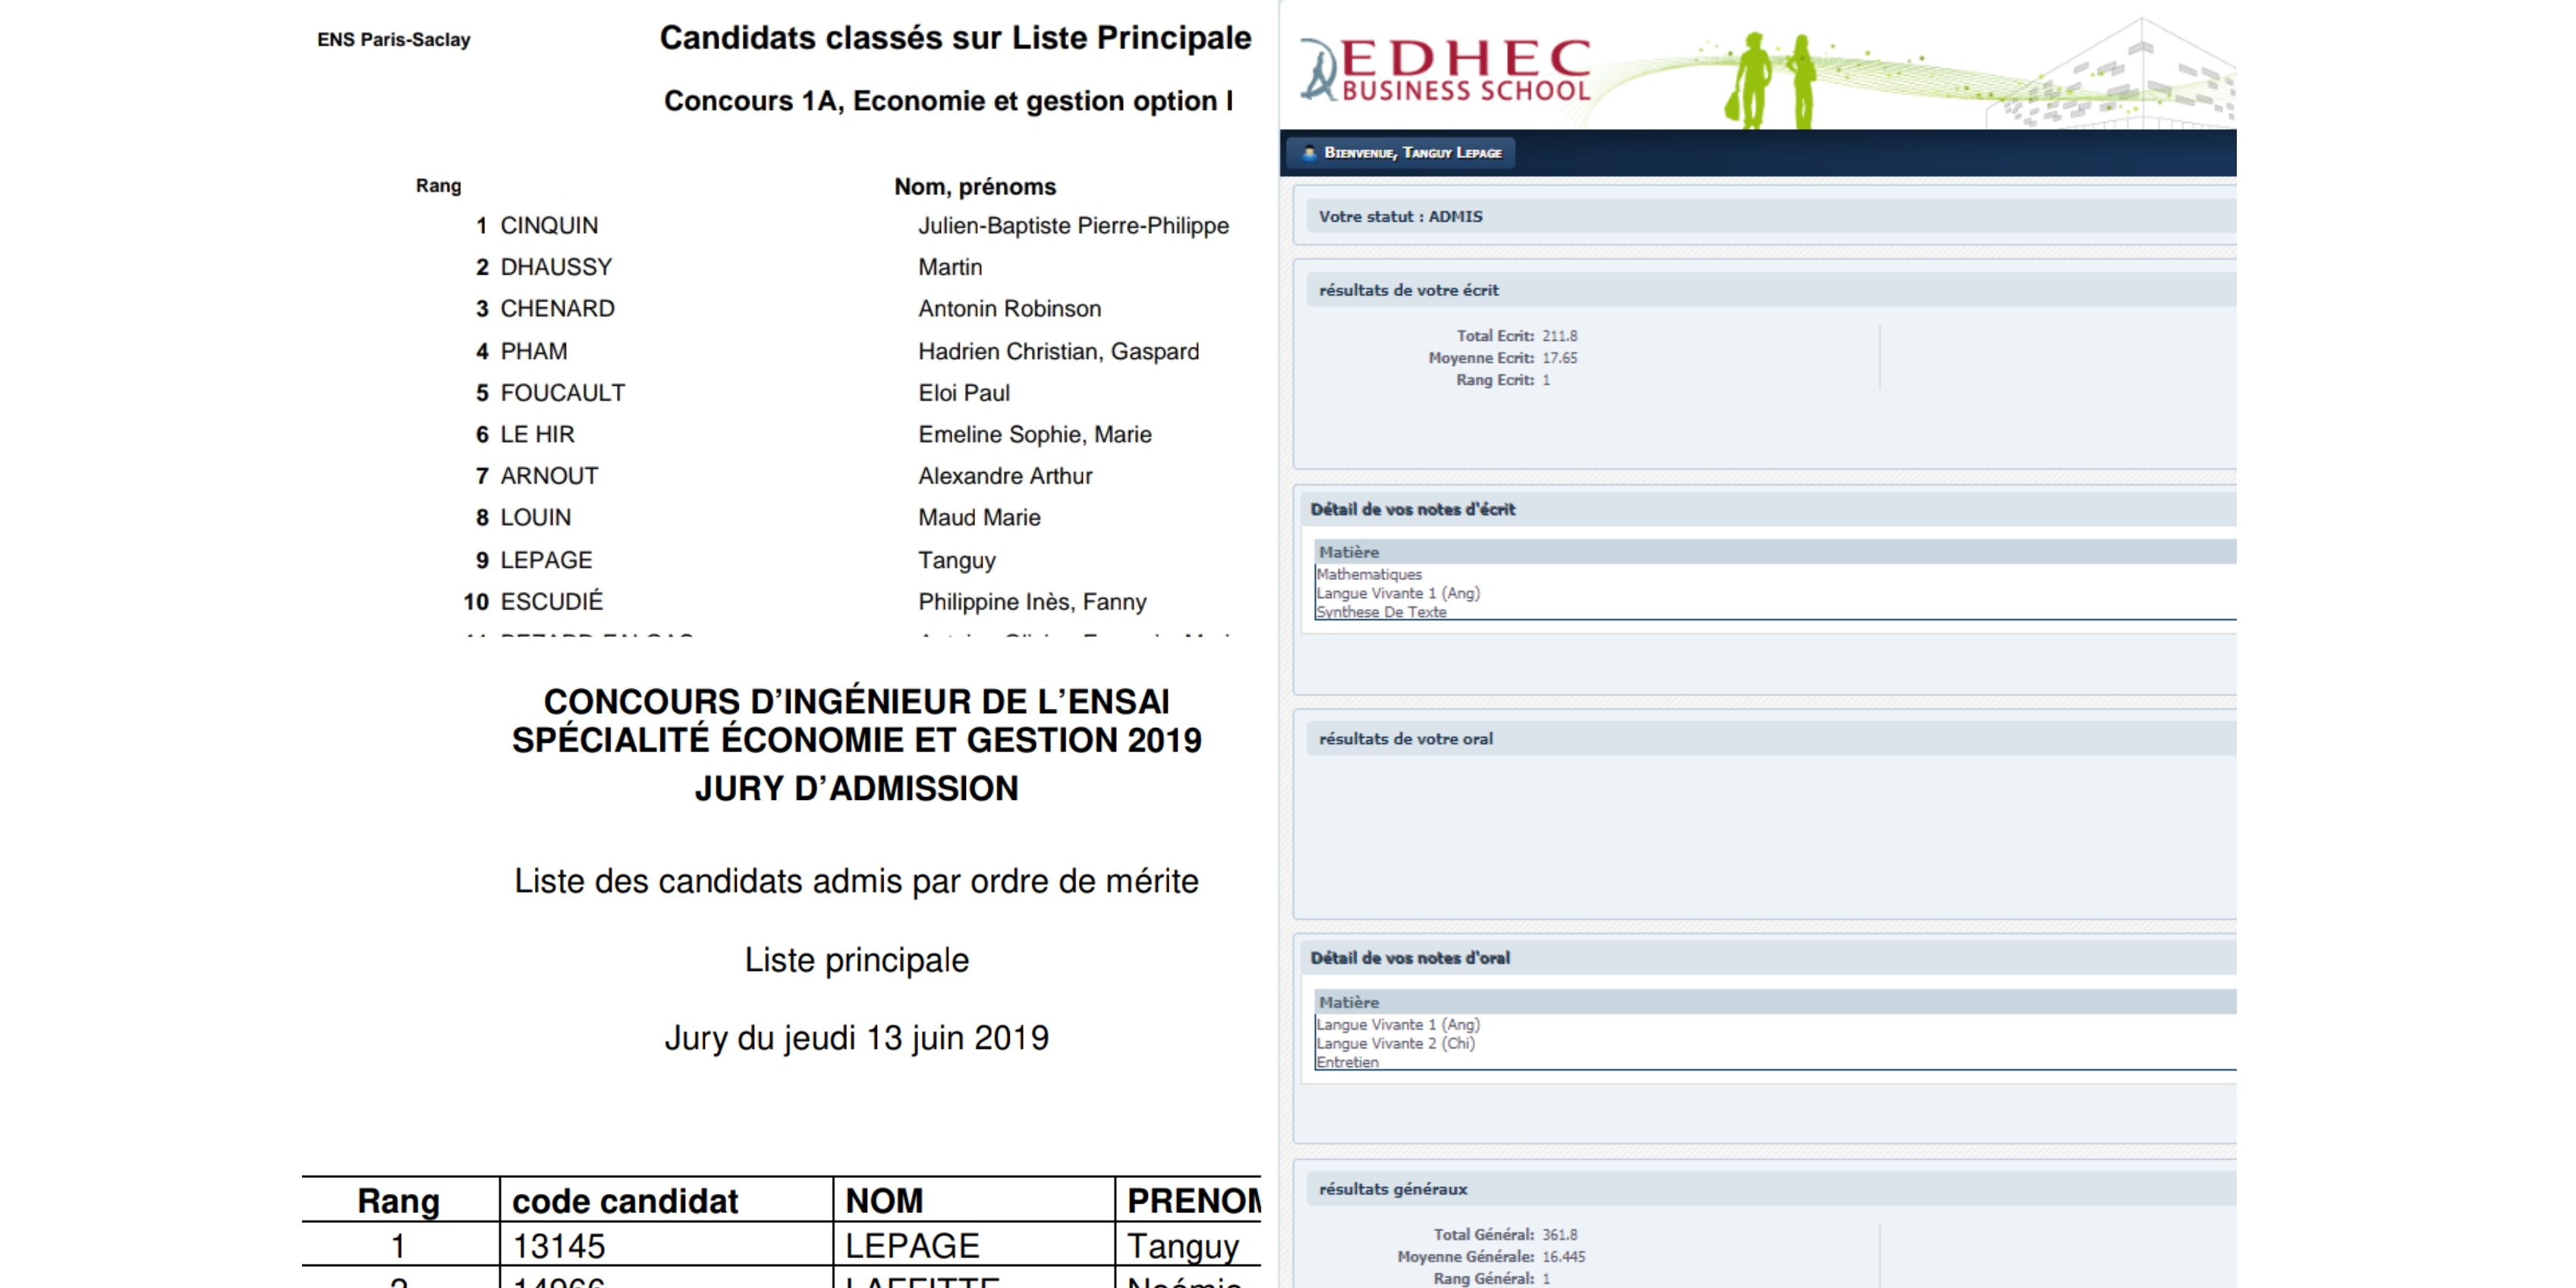 ENS Paris-Saclay
Candidats classés sur Liste Principale
Concours 1A, Economie et gestion option I
Rang Nom, prénoms
1 CINQUIN Julien-Baptiste Pierre-Philippe
2 DHAUSSY Martin
3 CHENARD Antonin Robinson
4 PHAM Hadrien Christian, Gaspard
5 FOUCAULT Eloi Paul
6 LE HIR Emeline Sophie, Marie
7 ARNOUT Alexandre Arthur
8 LOUIN Maud Marie
9 LEPAGE Tanguy
10 ESCUDIÉ Philippine Inès, Fanny
CONCOURS D'INGÉNIEUR DE L'ENSAI
SPÉCIALITÉ ÉCONOMIE ET GESTION 2019
JURY D'ADMISSION
Liste des candidats admis par ordre de mérite
Liste principale
Jury du jeudi 13 juin 2019
Rang code candidat NOM PRENOM
1 13145 LEPAGE Tanguy
EDHEC
BUSINESS SCHOOL
BIENVENUE, TANGUY LEPAGE
Votre statut : ADMIS
résultats de votre écrit
Total Ecrit: 211.8
Moyenne Ecrit: 17.65
Rang Ecrit: 1
Détail de vos notes d'écrit
Matière
Mathematiques
Langue Vivante 1 (Ang)
Synthese De Texte
résultats de votre oral
Détail de vos notes d'oral
Matière
Langue Vivante 1 (Ang)
Langue Vivante 2 (Chi)
Entretien
résultats généraux
Total Général: 361.8
Moyenne Générale: 16.445
Rang Général: 1